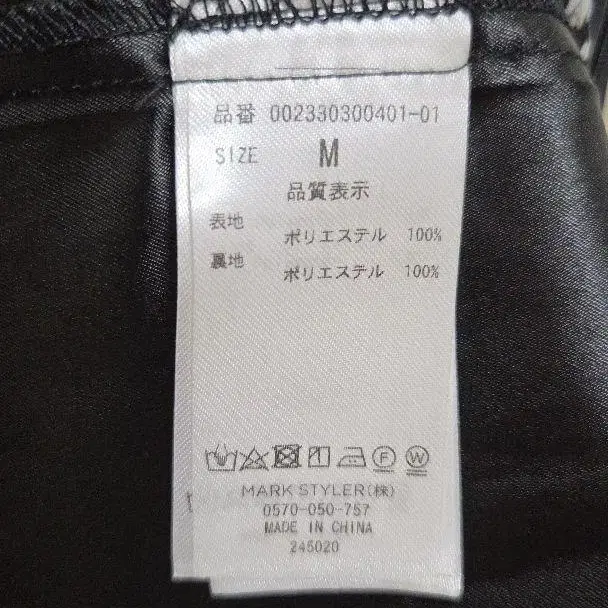 品番 002330300401-01
SIZE M
品質表示
表地 ポリエステル 100%
裏地 ポリエステル 100%
MARK STYLER(株)
0570-050-757
MADE IN CHINA
245020